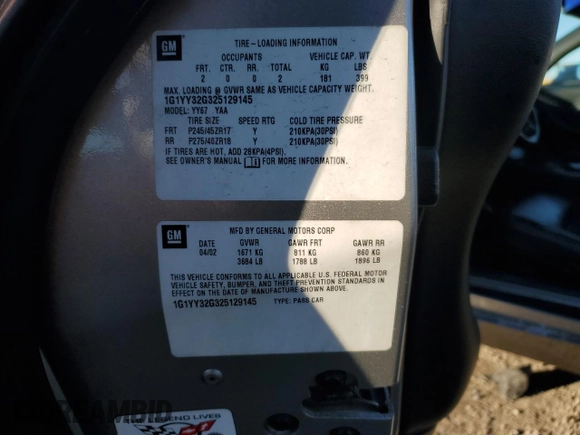 GM
TIRE - LOADING INFORMATION
OCCUPANTS VEHICLE CAP. WT.
FRT. CTR. RR. TOTAL KG LBS
2 0 0 2 181 399
MAX. LOADING @ GVWR SAME AS VEHICLE CAPACITY WEIGHT.
1G1YY32G325129145
MODEL: YY67 YAA
TIRE SIZE SPEED RTG COLD TIRE PRESSURE
FRT P245/45ZR17 Y 210KPA(30PSI)
RR P275/40ZR18 Y 210KPA(30PSI)
IF TIRES ARE HOT, ADD 28KPA(4PSI).
SEE OWNER'S MANUAL FOR MORE INFORMATION.
GM
MFD BY GENERAL MOTORS CORP
DATE GVWR GAWR FRT GAWR RR
04/02 1671 KG 811 KG 860 KG
3684 LB 1788 LB 1896 LB
THIS VEHICLE CONFORMS TO ALL APPLICABLE U.S. FEDERAL MOTOR
VEHICLE SAFETY, BUMPER, AND THEFT PREVENTION STANDARDS IN
EFFECT ON THE DATE OF MANUFACTURE SHOWN ABOVE.
1G1YY32G325129145 TYPE: PASS CAR
THE LEGEND LIVES